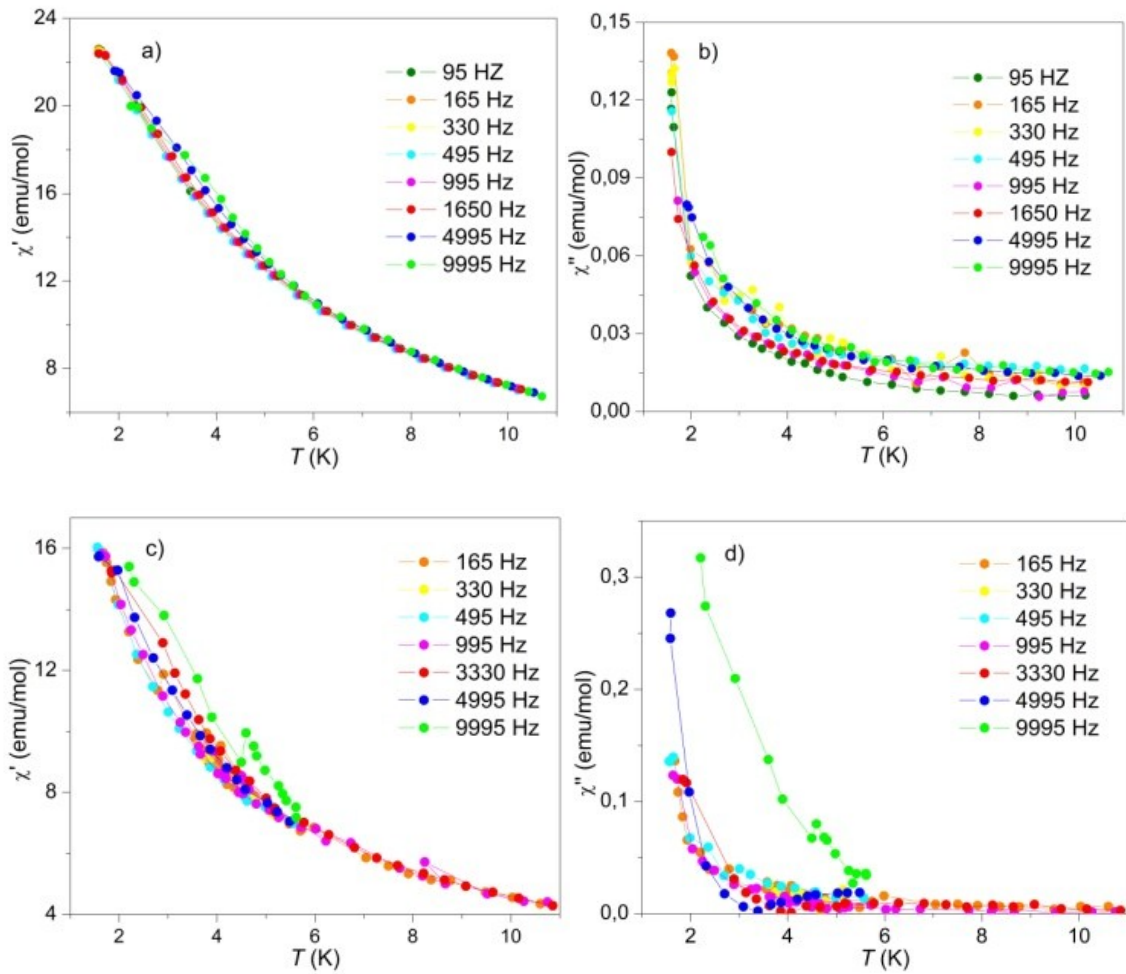 24
20
16
12
8
χ' (emu/mol)
a)
95 HZ
165 Hz
330 Hz
495 Hz
995 Hz
1650 Hz
4995 Hz
9995 Hz
2 4 6 8 10
T (K)
0,15
0,12
0,09
0,06
0,03
0,00
χ'' (emu/mol)
b)
95 HZ
165 Hz
330 Hz
495 Hz
995 Hz
1650 Hz
4995 Hz
9995 Hz
2 4 6 8 10
T (K)
16
12
8
4
χ' (emu/mol)
c)
165 Hz
330 Hz
495 Hz
995 Hz
3330 Hz
4995 Hz
9995 Hz
2 4 6 8 10
T (K)
0,3
0,2
0,1
0,0
χ'' (emu/mol)
d)
165 Hz
330 Hz
495 Hz
995 Hz
3330 Hz
4995 Hz
9995 Hz
2 4 6 8 10
T (K)